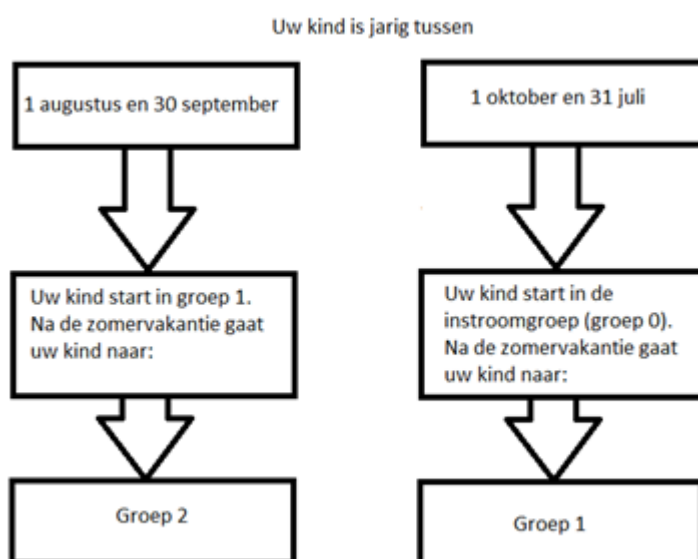 Uw kind is jarig tussen
1 augustus en 30 september
Uw kind start in groep 1.
Na de zomervakantie gaat
uw kind naar:
Groep 2
1 oktober en 31 juli
Uw kind start in de
instroomgroep (groep 0).
Na de zomervakantie gaat
uw kind naar:
Groep 1